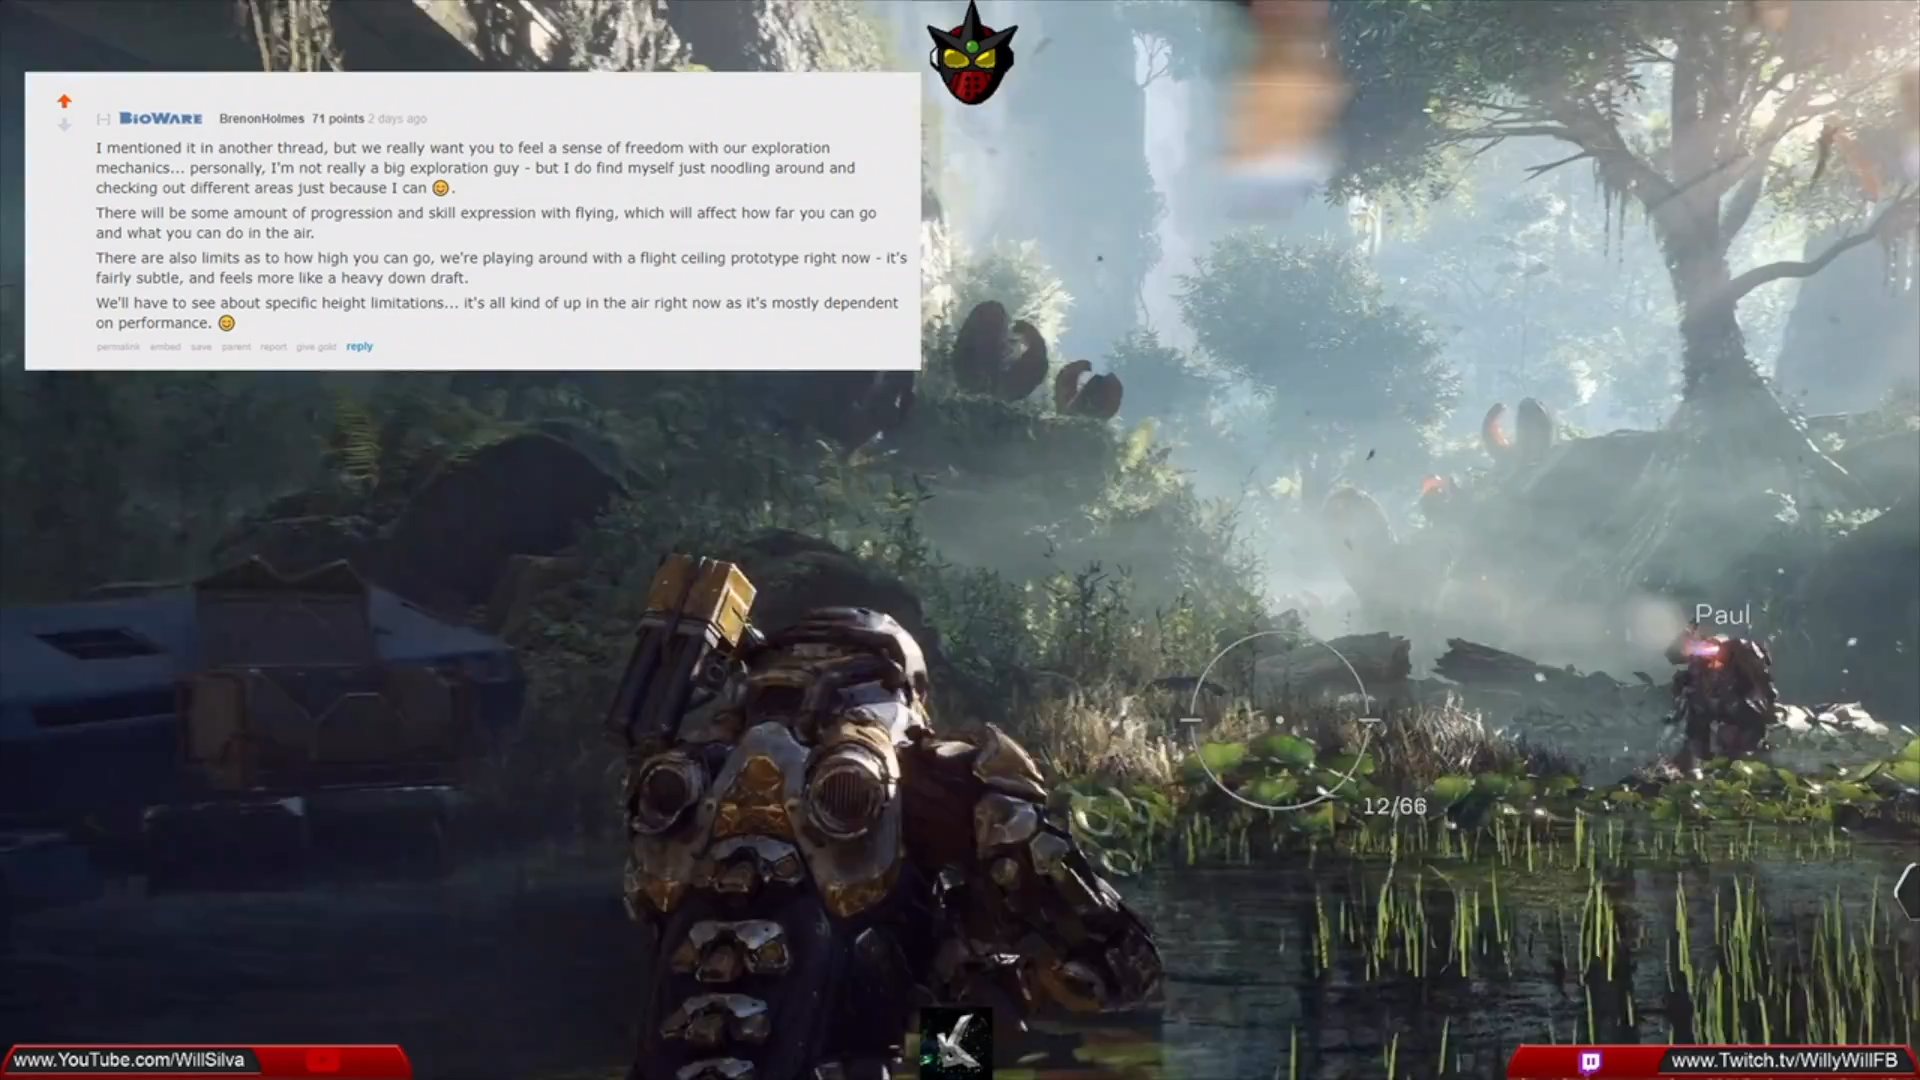 [-] BIOWARE BrenonHolmes 71 points 2 days ago
I mentioned it in another thread, but we really want you to feel a sense of freedom with our exploration
mechanics... personally, I'm not really a big exploration guy - but I do find myself just noodling around and
checking out different areas just because I can 🙂.
There will be some amount of progression and skill expression with flying, which will affect how far you can go
and what you can do in the air.
There are also limits as to how high you can go, we're playing around with a flight ceiling prototype right now - it's
fairly subtle, and feels more like a heavy down draft.
We'll have to see about specific height limitations... it's all kind of up in the air right now as it's mostly dependent
on performance. 🙂
permalink embed save parent report give gold reply
Paul
12/66
www.YouTube.com/WillSilva
www.Twitch.tv/WillyWillFB